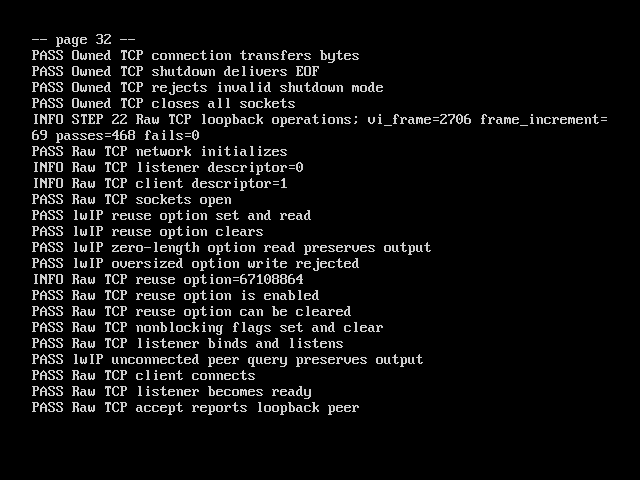 -- page 32 --
PASS Owned TCP connection transfers bytes
PASS Owned TCP shutdown delivers EOF
PASS Owned TCP rejects invalid shutdown mode
PASS Owned TCP closes all sockets
INFO STEP 22 Raw TCP loopback operations; vi_frame=2706 frame_increment=
69 passes=468 fails=0
PASS Raw TCP network initializes
INFO Raw TCP listener descriptor=0
INFO Raw TCP client descriptor=1
PASS Raw TCP sockets open
PASS lwIP reuse option set and read
PASS lwIP reuse option clears
PASS lwIP zero-length option read preserves output
PASS lwIP oversized option write rejected
INFO Raw TCP reuse option=67108864
PASS Raw TCP reuse option is enabled
PASS Raw TCP reuse option can be cleared
PASS Raw TCP nonblocking flags set and clear
PASS Raw TCP listener binds and listens
PASS lwIP unconnected peer query preserves output
PASS Raw TCP client connects
PASS Raw TCP listener becomes ready
PASS Raw TCP accept reports loopback peer